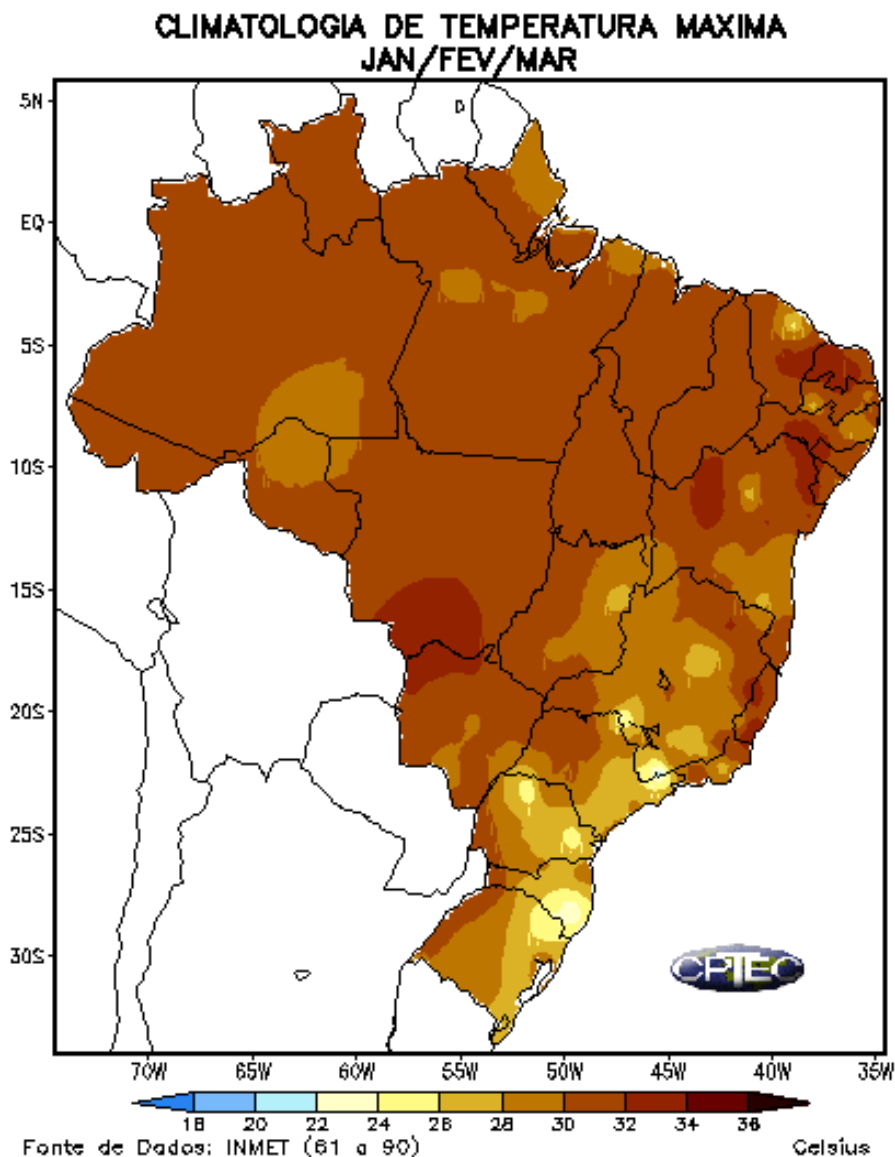 CLIMATOLOGIA DE TEMPERATURA MAXIMA
JAN/FEV/MAR
5N
EQ
5S
10S
15S
20S
25S
30S
CPTEC
70W 65W 60W 55W 50W 45W 40W 35W
18 20 22 24 26 28 30 32 34 36
Fonte de Dados: INMET (61 a 90) Celsius